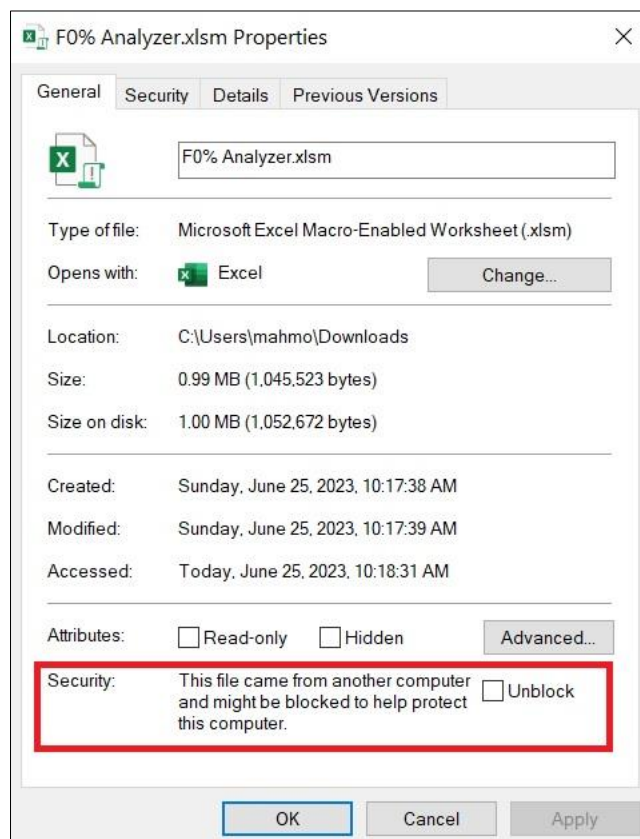 F0% Analyzer.xlsm Properties
General Security Details Previous Versions
F0% Analyzer.xlsm
Type of file: Microsoft Excel Macro-Enabled Worksheet (.xlsm)
Opens with: Excel Change...
Location: C:\Users\mahmo\Downloads
Size: 0.99 MB (1,045,523 bytes)
Size on disk: 1.00 MB (1,052,672 bytes)
Created: Sunday, June 25, 2023, 10:17:38 AM
Modified: Sunday, June 25, 2023, 10:17:39 AM
Accessed: Today, June 25, 2023, 10:18:31 AM
Attributes: Read-only Hidden Advanced...
Security: This file came from another computer
and might be blocked to help protect Unblock
this computer.
OK Cancel Apply